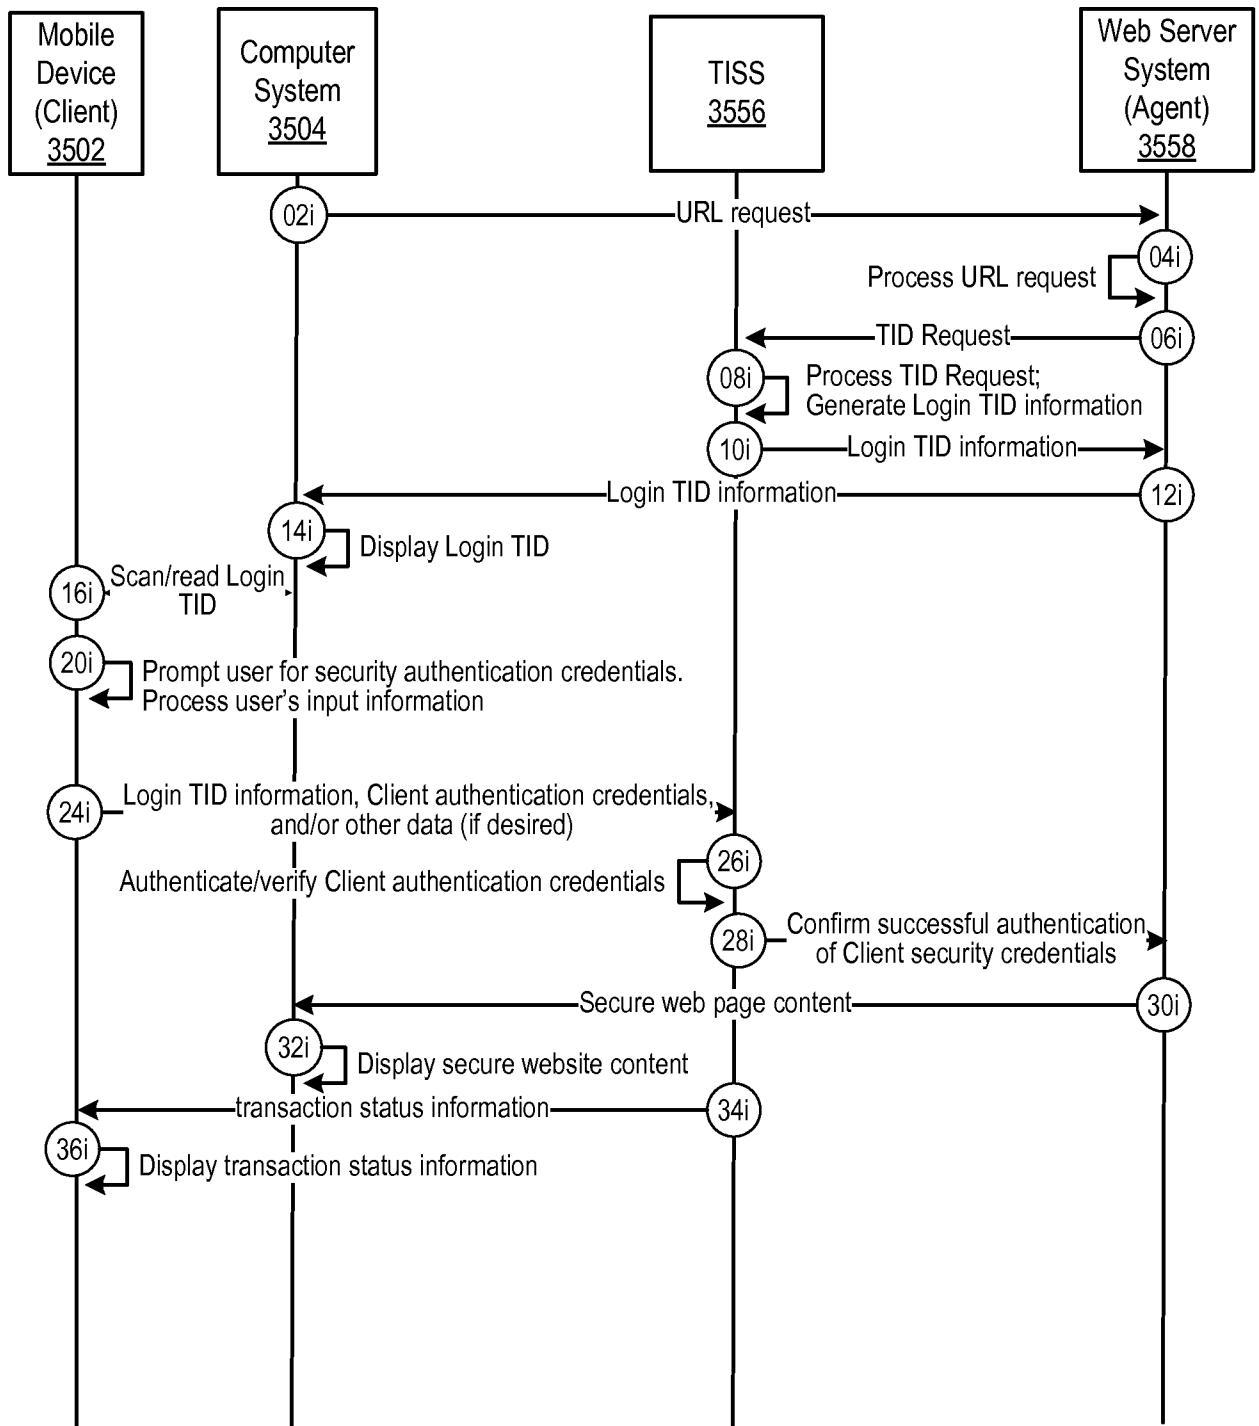 Mobile
Device
(Client)
3502
Computer
System
3504
TISS
3556
Web Server
System
(Agent)
3558
02i
URL request
04i
Process URL request
TID Request
06i
08i
Process TID Request;
Generate Login TID information
10i
Login TID information
Login TID information
12i
14i
Display Login TID
16i
Scan/read Login
TID
20i
Prompt user for security authentication credentials.
Process user's input information
24i
Login TID information, Client authentication credentials,
and/or other data (if desired)
26i
Authenticate/verify Client authentication credentials
28i
Confirm successful authentication
of Client security credentials
Secure web page content
30i
32i
Display secure website content
transaction status information
34i
36i
Display transaction status information